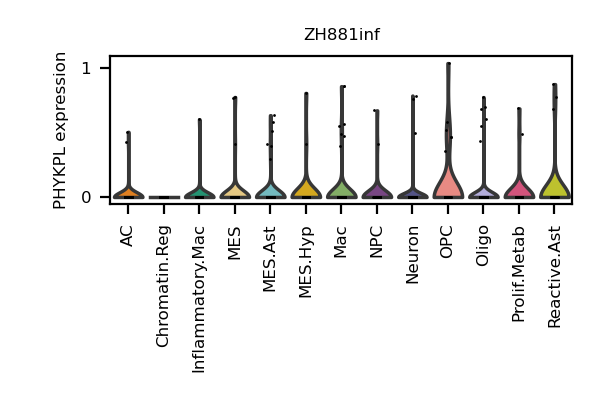 ZH881inf
PHYKPL expression
1
0
AC
Chromatin.Reg
Inflammatory.Mac
MES
MES.Ast
MES.Hyp
Mac
NPC
Neuron
OPC
Oligo
Prolif.Metab
Reactive.Ast